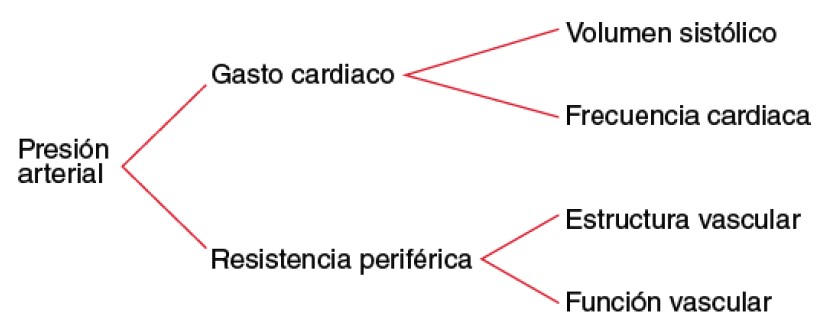 Presión
arterial
Gasto cardiaco
Volumen sistólico
Frecuencia cardiaca
Resistencia periférica
Estructura vascular
Función vascular